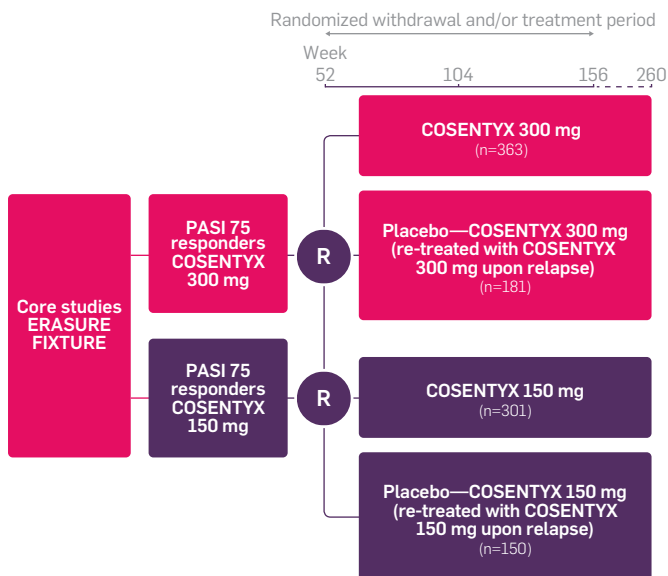 Randomized withdrawal and/or treatment period
Week
52 104 156 260
COSENTYX 300 mg
(n=363)
Placebo—COSENTYX 300 mg
(re-treated with COSENTYX
300 mg upon relapse)
(n=181)
PASI 75
responders
COSENTYX
300 mg
R
Core studies
ERASURE
FIXTURE
PASI 75
responders
COSENTYX
150 mg
R
COSENTYX 150 mg
(n=301)
Placebo—COSENTYX 150 mg
(re-treated with COSENTYX
150 mg upon relapse)
(n=150)